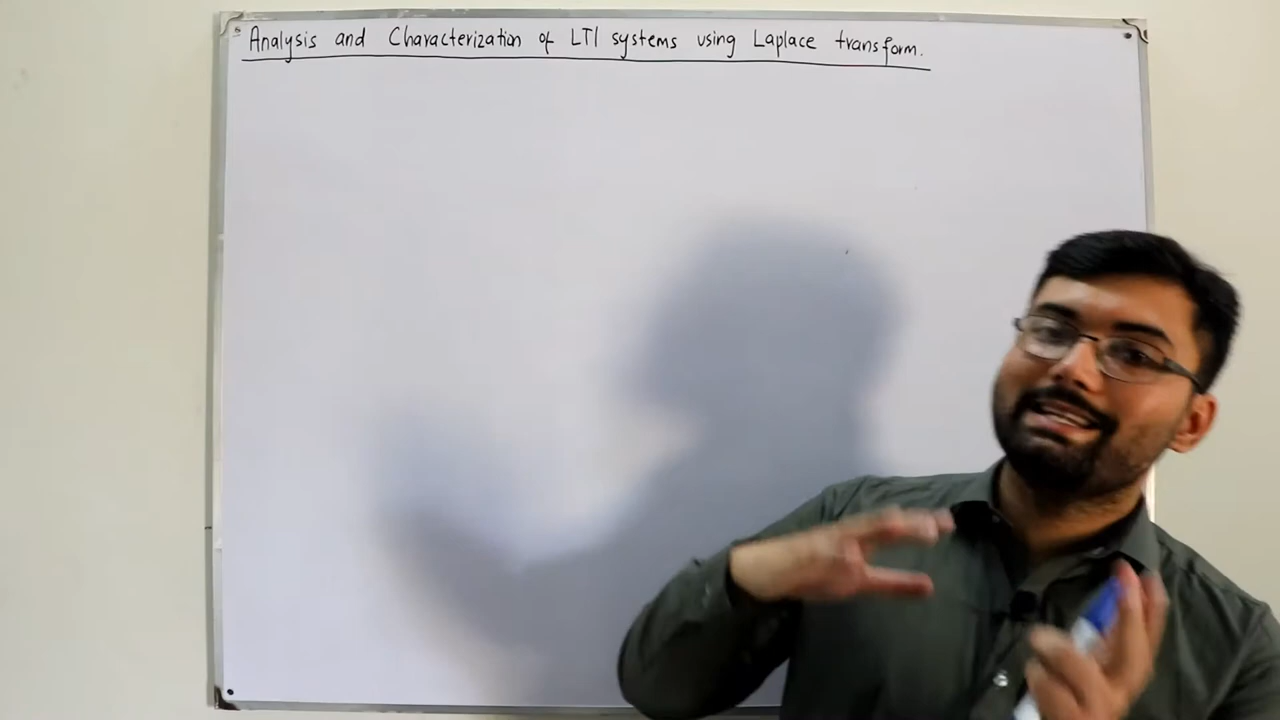 Analysis and Characterization of LTI systems using Laplace transform.